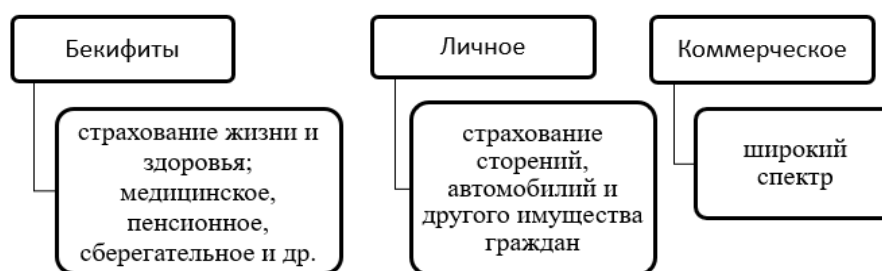 Бекифиты
Личное
Коммерческое
страхование жизни и
здоровья;
медицинское,
пенсионное,
сберегательное и др.
страхование
сторений,
автомобилий и
другого имущества
граждан
широкий
спектр